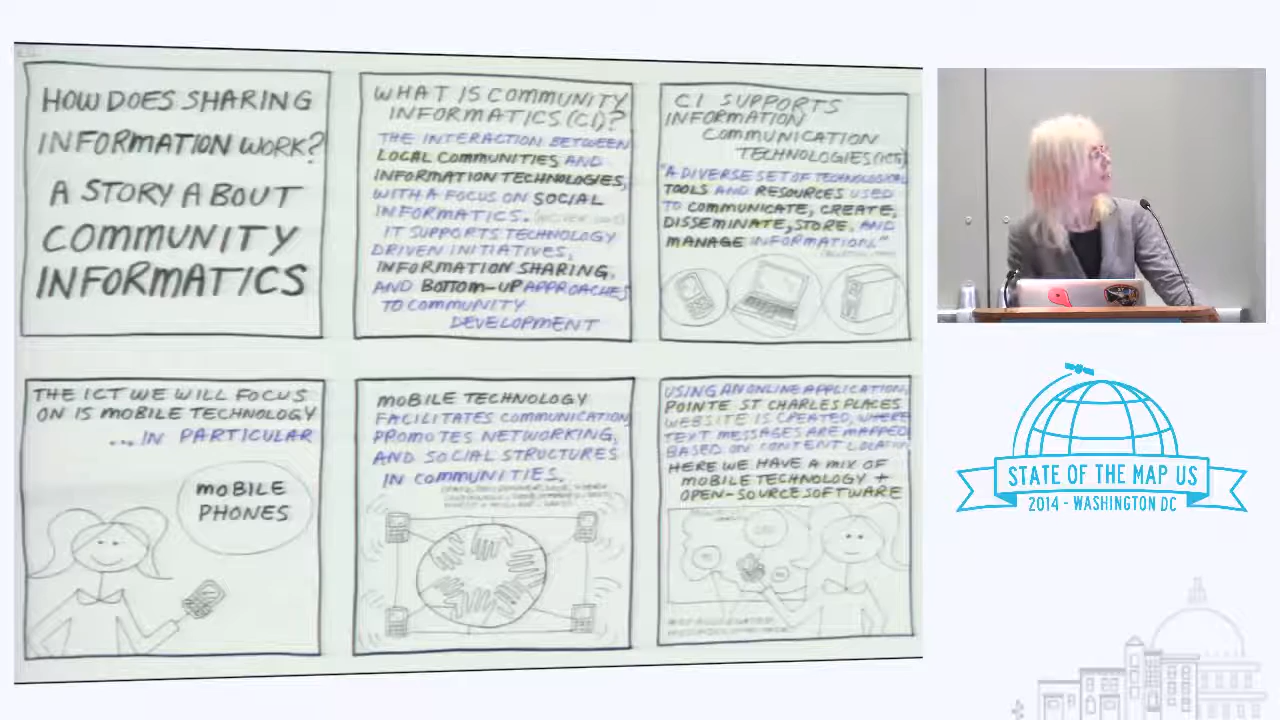 HOW DOES SHARING
INFORMATION WORK?
A STORY ABOUT
COMMUNITY
INFORMATICS
WHAT IS COMMUNITY
INFORMATICS (CI)?
THE INTERACTION BETWEEN
LOCAL COMMUNITIES AND
INFORMATION TECHNOLOGIES,
WITH A FOCUS ON SOCIAL
INFORMATICS.
IT SUPPORTS TECHNOLOGY
DRIVEN INITIATIVES,
INFORMATION SHARING,
AND BOTTOM-UP APPROACHES
TO COMMUNITY
DEVELOPMENT
CI SUPPORTS
INFORMATION
COMMUNICATION
TECHNOLOGIES (ICT)
"A DIVERSE SET OF TECHNOLOGICAL
TOOLS AND RESOURCES USED
TO COMMUNICATE, CREATE,
DISSEMINATE, STORE, AND
MANAGE INFORMATION."
THE ICT WE WILL FOCUS
ON IS MOBILE TECHNOLOGY
...IN PARTICULAR
MOBILE
PHONES
MOBILE TECHNOLOGY
FACILITATES COMMUNICATION,
PROMOTES NETWORKING,
AND SOCIAL STRUCTURES
IN COMMUNITIES.
USING AN ONLINE APPLICATION,
POINTE ST CHARLES PLACES
WEBSITE IS CREATED, WHERE
TEXT MESSAGES ARE MAPPED
BASED ON CONTENT LOCATION
HERE WE HAVE A MIX OF
MOBILE TECHNOLOGY +
OPEN-SOURCE SOFTWARE
STATE OF THE MAP US
2014 - WASHINGTON DC